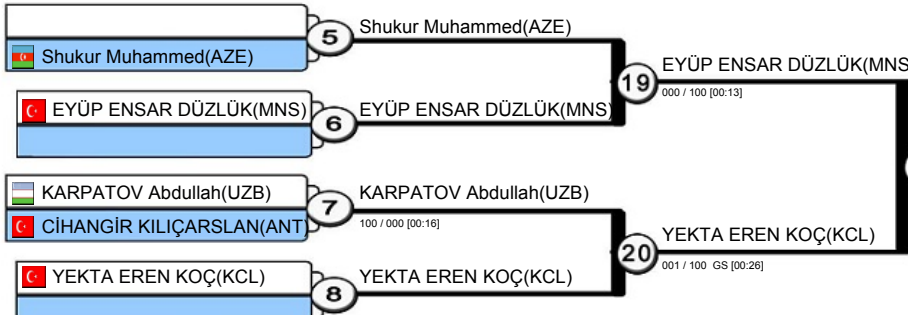 5
Shukur Muhammed(AZE)
Shukur Muhammed(AZE)
EYÜP ENSAR DÜZLÜK(MNS
19
000 / 100 [00:13]
EYÜP ENSAR DÜZLÜK(MNS)
6
EYÜP ENSAR DÜZLÜK(MNS)
KARPATOV Abdullah(UZB)
7
KARPATOV Abdullah(UZB)
CİHANGİR KILIÇARSLAN(ANT)
100 / 000 [00:16]
YEKTA EREN KOÇ(KCL)
20
001 / 100 GS [00:26]
YEKTA EREN KOÇ(KCL)
8
YEKTA EREN KOÇ(KCL)